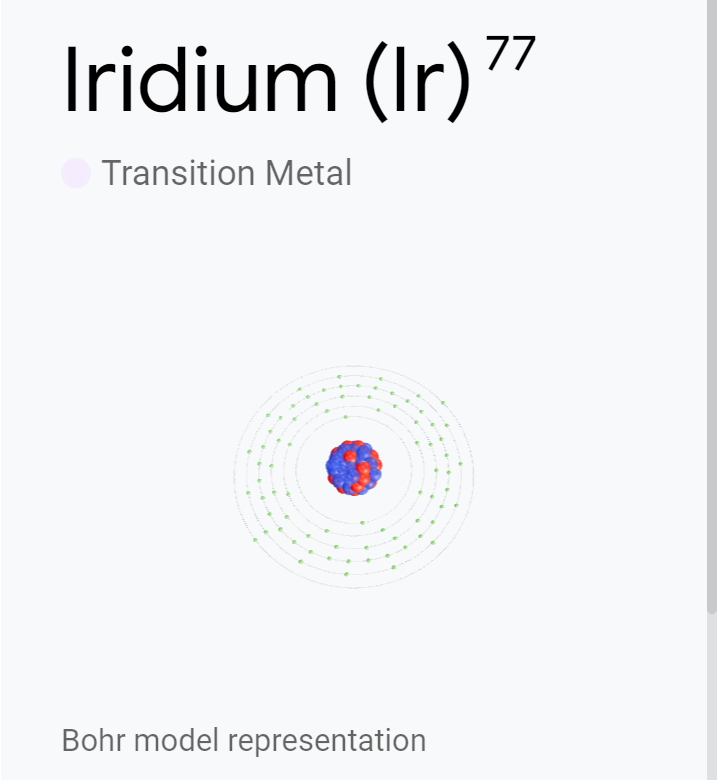 Iridium (Ir)⁷⁷
Transition Metal
Bohr model representation